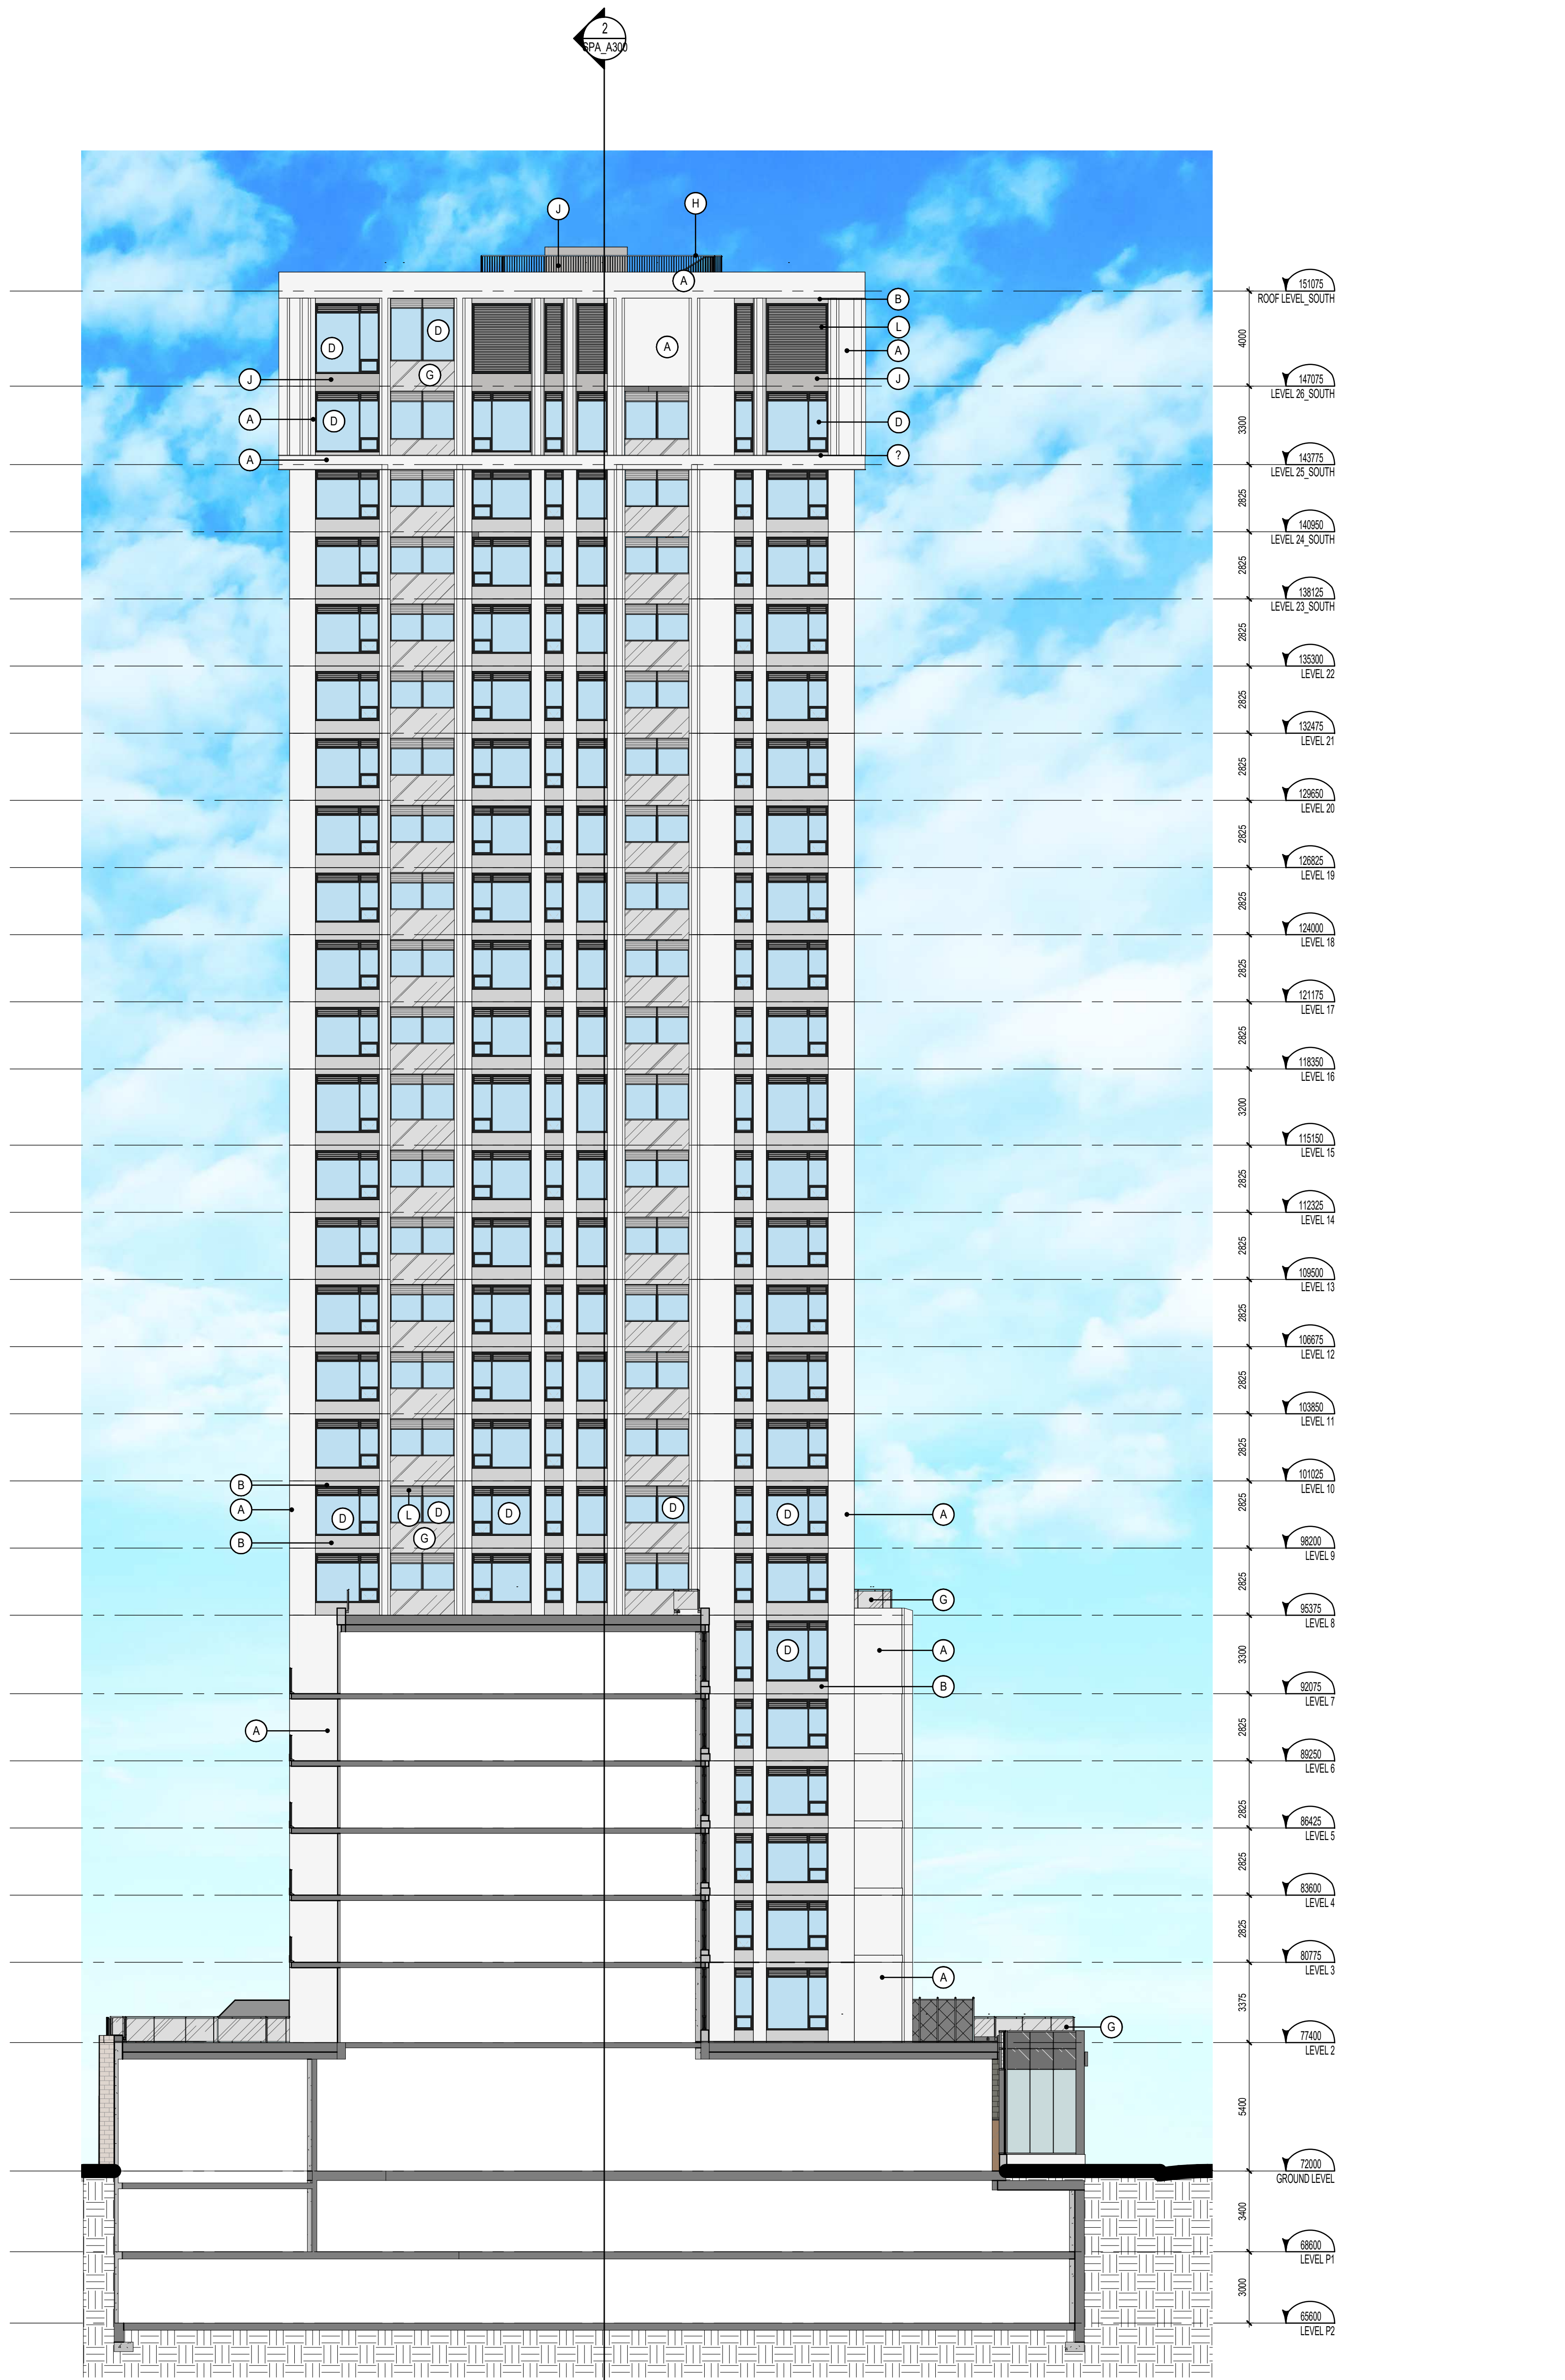 2
SPA_A300
J
H
A
151075
ROOF LEVEL_SOUTH
B
L
D
D
A
A
4000
G
J
J
147075
LEVEL 26_SOUTH
A
D
D
3300
A
?
143775
LEVEL 25_SOUTH
2825
140950
LEVEL 24_SOUTH
2825
138125
LEVEL 23_SOUTH
2825
135300
LEVEL 22
2825
132475
LEVEL 21
2825
129650
LEVEL 20
2825
126825
LEVEL 19
2825
124000
LEVEL 18
2825
121175
LEVEL 17
2825
118350
LEVEL 16
3200
115150
LEVEL 15
2825
112325
LEVEL 14
2825
109500
LEVEL 13
2825
106675
LEVEL 12
2825
103850
LEVEL 11
2825
101025
LEVEL 10
B
A
D
L
D
D
D
D
A
2825
B
G
98200
LEVEL 9
2825
G
95375
LEVEL 8
D
A
3300
B
92075
LEVEL 7
A
2825
89250
LEVEL 6
2825
86425
LEVEL 5
2825
83600
LEVEL 4
2825
80775
LEVEL 3
A
3375
G
77400
LEVEL 2
5400
72000
GROUND LEVEL
3400
68600
LEVEL P1
3000
65600
LEVEL P2